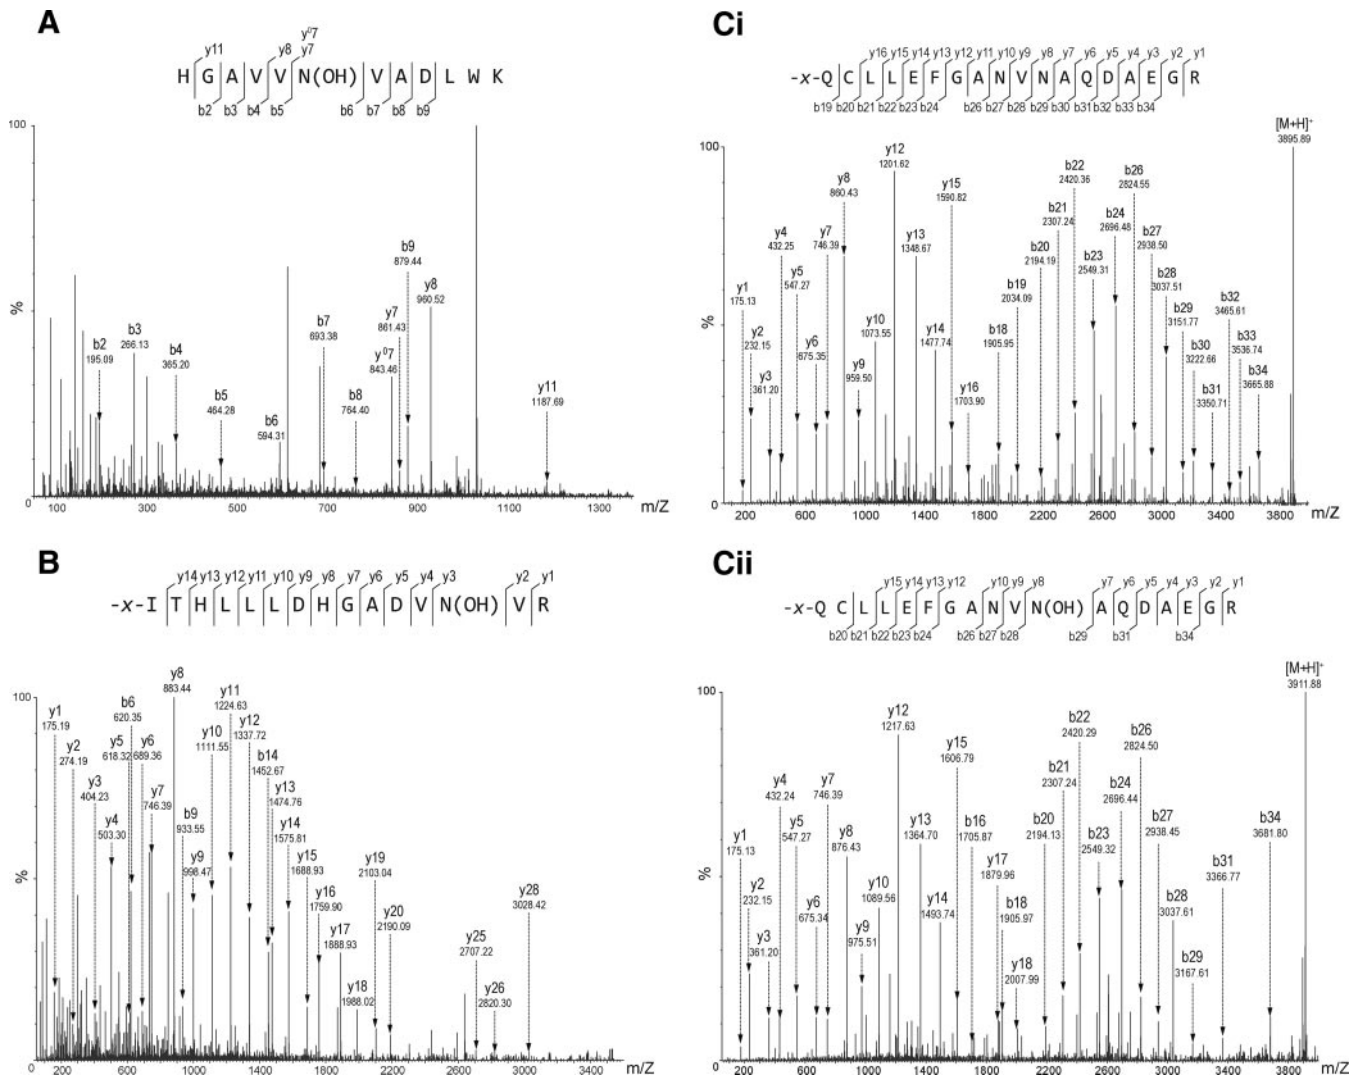 A
y⁰7
y11 y8 y7
H G A V V N(OH) V A D L W K
b2 b3 b4 b5 b6 b7 b8 b9
100
%
0
b2
195.09
b3
266.13
b4
365.20
b5
464.28
b6
594.31
b7
693.38
b8
764.40
y7
861.43
y⁰7
843.46
b9
879.44
y8
960.52
y11
1187.69
100 300 500 700 900 1100 1300 m/Z
B
y14 y13 y12 y11 y10 y9 y8 y7 y6 y5 y4 y3 y2 y1
-x-I T H L L L D H G A D V N(OH) V R
100
%
0
y1
175.19
y2
274.19
y3
404.23
y4
503.30
y5
618.32
b6
620.35
y6
689.36
y7
746.39
y8
883.44
b9
933.55
y9
998.47
y10
1111.55
y11
1224.63
y12
1337.72
b14
1452.67
y13
1474.76
y14
1575.81
y15
1688.93
y16
1759.90
y17
1888.93
y18
1988.02
y19
2103.04
y20
2190.09
y25
2707.22
y26
2820.30
y28
3028.42
200 600 1000 1400 1800 2200 2600 3000 3400 m/Z
Ci
y16 y15 y14 y13 y12 y11 y10 y9 y8 y7 y6 y5 y4 y3 y2 y1
-x-Q C L L E F G A N V N A Q D A E G R
b19 b20 b21 b22 b23 b24 b26 b27 b28 b29 b30 b31 b32 b33 b34
100
%
0
y1
175.13
y2
232.15
y3
361.20
y4
432.25
y5
547.27
y6
675.35
y7
746.39
y8
860.43
y9
959.50
y10
1073.55
y12
1201.62
y13
1348.67
y14
1477.74
y15
1590.82
y16
1703.90
b18
1905.95
b19
2034.09
b20
2194.19
b21
2307.24
b22
2420.36
b23
2549.31
b24
2696.48
b26
2824.55
b27
2938.50
b28
3037.51
b29
3151.77
b30
3222.66
b31
3350.71
b32
3465.61
b33
3536.74
b34
3665.88
[M+H]⁺
3895.89
200 600 1000 1400 1800 2200 2600 3000 3400 3800 m/Z
Cii
y15 y14 y13 y12 y10 y9 y8 y7 y6 y5 y4 y3 y2 y1
-x-Q C L L E F G A N V N(OH) A Q D A E G R
b20 b21 b22 b23 b24 b26 b27 b28 b29 b31 b34
100
%
0
y1
175.13
y2
232.15
y3
361.20
y4
432.24
y5
547.27
y6
675.34
y7
746.39
y8
876.43
y9
975.51
y10
1089.56
y12
1217.63
y13
1364.70
y14
1493.74
y15
1606.79
b16
1705.87
y17
1879.96
b18
1905.97
y18
2007.99
b20
2194.13
b21
2307.24
b22
2420.29
b23
2549.32
b24
2696.44
b26
2824.50
b27
2938.45
b28
3037.61
b29
3167.61
b31
3366.77
b34
3681.80
[M+H]⁺
3911.88
200 600 1000 1400 1800 2200 2600 3000 3400 3800 m/Z